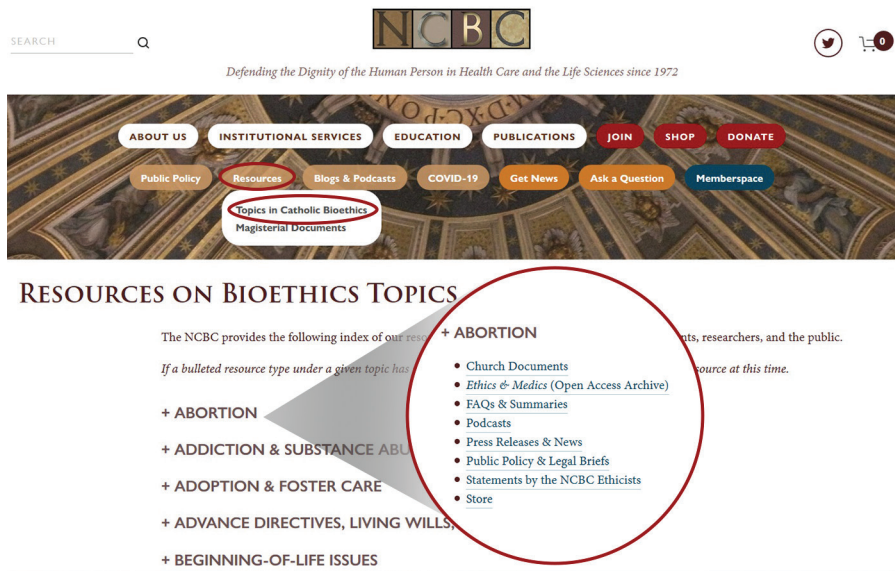 SEARCH
NCBC
0
Defending the Dignity of the Human Person in Health Care and the Life Sciences since 1972
ABOUT US INSTITUTIONAL SERVICES EDUCATION PUBLICATIONS JOIN SHOP DONATE
Public Policy Resources Blogs & Podcasts COVID-19 Get News Ask a Question Memberspace
Topics in Catholic Bioethics
Magisterial Documents
RESOURCES ON BIOETHICS TOPICS
The NCBC provides the following index of our nts, researchers, and the public.
If a bulleted resource type under a given topic has source at this time.
+ ABORTION
+ ADDICTION & SUBSTANCE ABU
+ ADOPTION & FOSTER CARE
+ ADVANCE DIRECTIVES, LIVING WILLS,
+ BEGINNING-OF-LIFE ISSUES
+ ABORTION
• Church Documents
• Ethics & Medics (Open Access Archive)
• FAQs & Summaries
• Podcasts
• Press Releases & News
• Public Policy & Legal Briefs
• Statements by the NCBC Ethicists
• Store